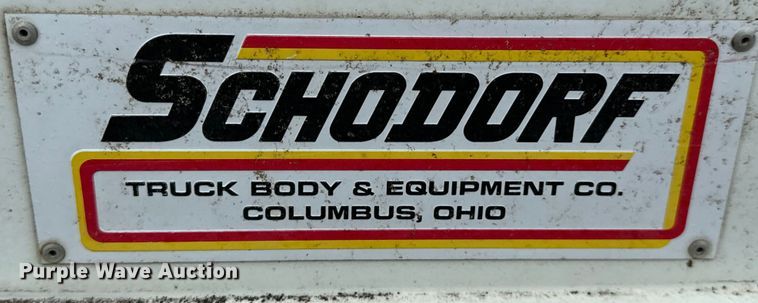 SCHODORF
TRUCK BODY & EQUIPMENT CO.
COLUMBUS, OHIO
Purple Wave Auction